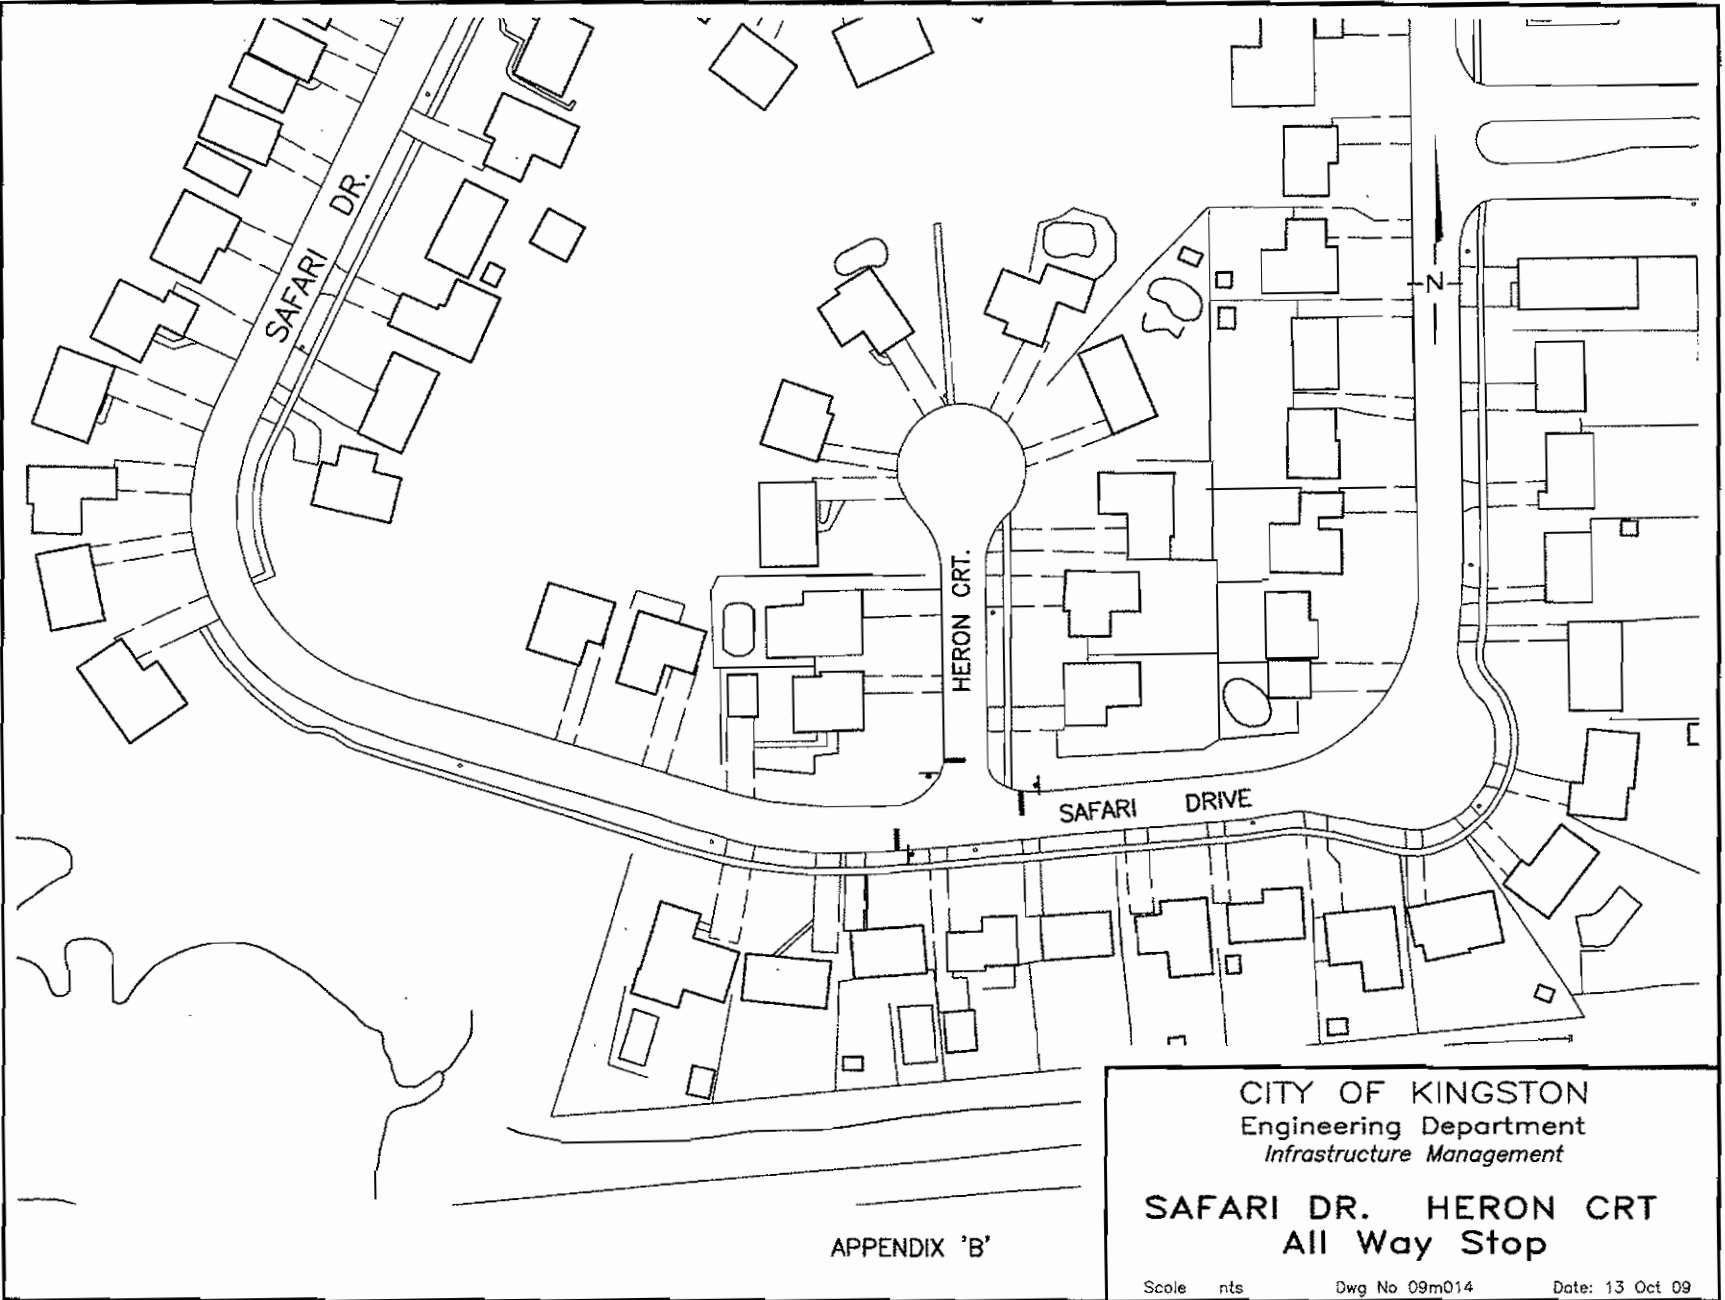 SAFARI DR.
N
HERON CRT.
SAFARI DRIVE
CITY OF KINGSTON
Engineering Department
Infrastructure Management
SAFARI DR. HERON CRT
All Way Stop
APPENDIX 'B'
Scale nts Dwg No 09m014 Date: 13 Oct 09